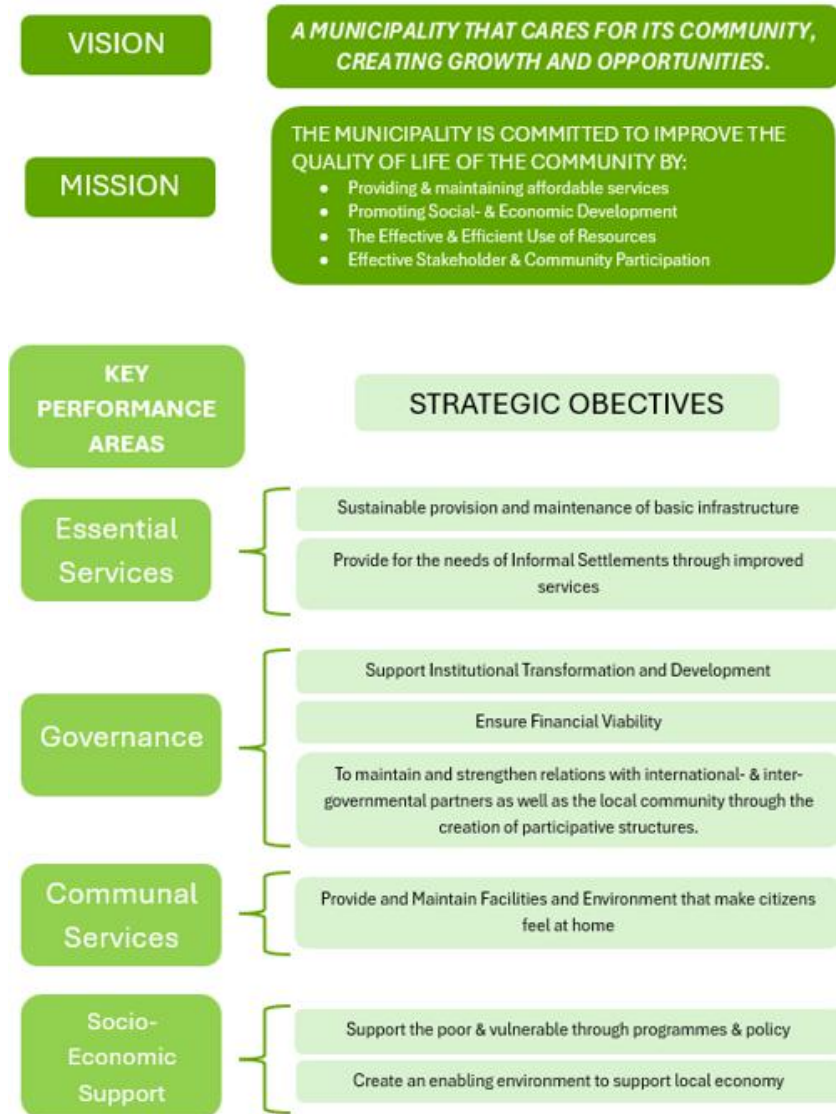 VISION
A MUNICIPALITY THAT CARES FOR ITS COMMUNITY,
CREATING GROWTH AND OPPORTUNITIES.
MISSION
THE MUNICIPALITY IS COMMITTED TO IMPROVE THE
QUALITY OF LIFE OF THE COMMUNITY BY:
● Providing & maintaining affordable services
● Promoting Social- & Economic Development
● The Effective & Efficient Use of Resources
● Effective Stakeholder & Community Participation
KEY
PERFORMANCE
AREAS
STRATEGIC OBECTIVES
Essential
Services
Sustainable provision and maintenance of basic infrastructure
Provide for the needs of Informal Settlements through improved
services
Governance
Support Institutional Transformation and Development
Ensure Financial Viability
To maintain and strengthen relations with international- & inter-
governmental partners as well as the local community through the
creation of participative structures.
Communal
Services
Provide and Maintain Facilities and Environment that make citizens
feel at home
Socio-
Economic
Support
Support the poor & vulnerable through programmes & policy
Create an enabling environment to support local economy